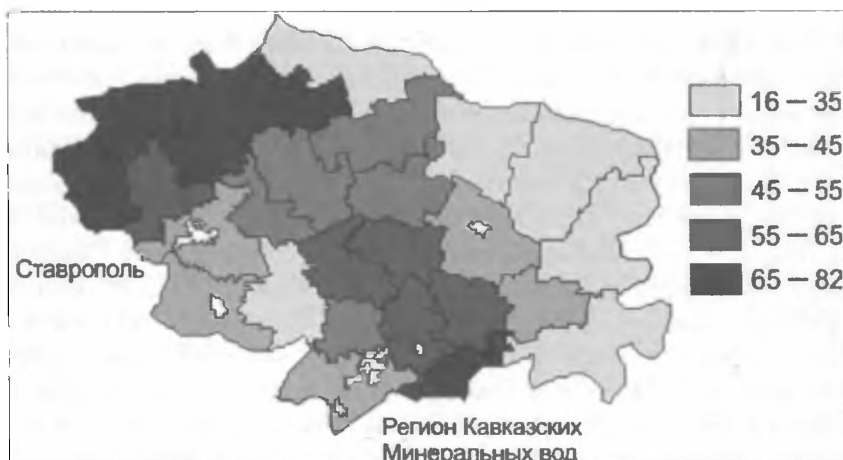 16 — 35
35 — 45
45 — 55
55 — 65
65 — 82
Ставрополь
Регион Кавказских
Минеральных вод